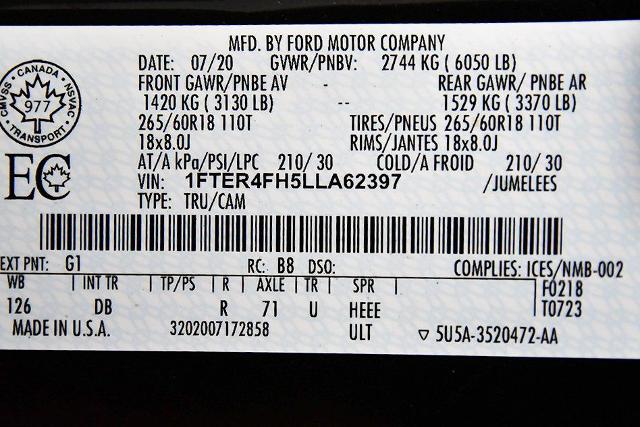 MFD. BY FORD MOTOR COMPANY
DATE: 07/20 GVWR/PNBV: 2744 KG ( 6050 LB)
FRONT GAWR/PNBE AV - REAR GAWR/ PNBE AR
1420 KG ( 3130 LB) -- 1529 KG ( 3370 LB)
265/60R18 110T TIRES/PNEUS 265/60R18 110T
18x8.0J RIMS/JANTES 18x8.0J
AT/A kPa/PSI/LPC 210/ 30 COLD/A FROID 210/ 30
VIN: 1FTER4FH5LLA62397 /JUMELEES
TYPE: TRU/CAM
CANADA
CMVSS 977 NSVAC
TRANSPORT
EC
EXT PNT: G1 RC: B8 DSO: COMPLIES: ICES/NMB-002
WB | INT TR | TP/PS | R | AXLE | TR | SPR | F0218
126 DB R 71 U HEEE T0723
MADE IN U.S.A. 3202007172858 ULT ▽ 5U5A-3520472-AA